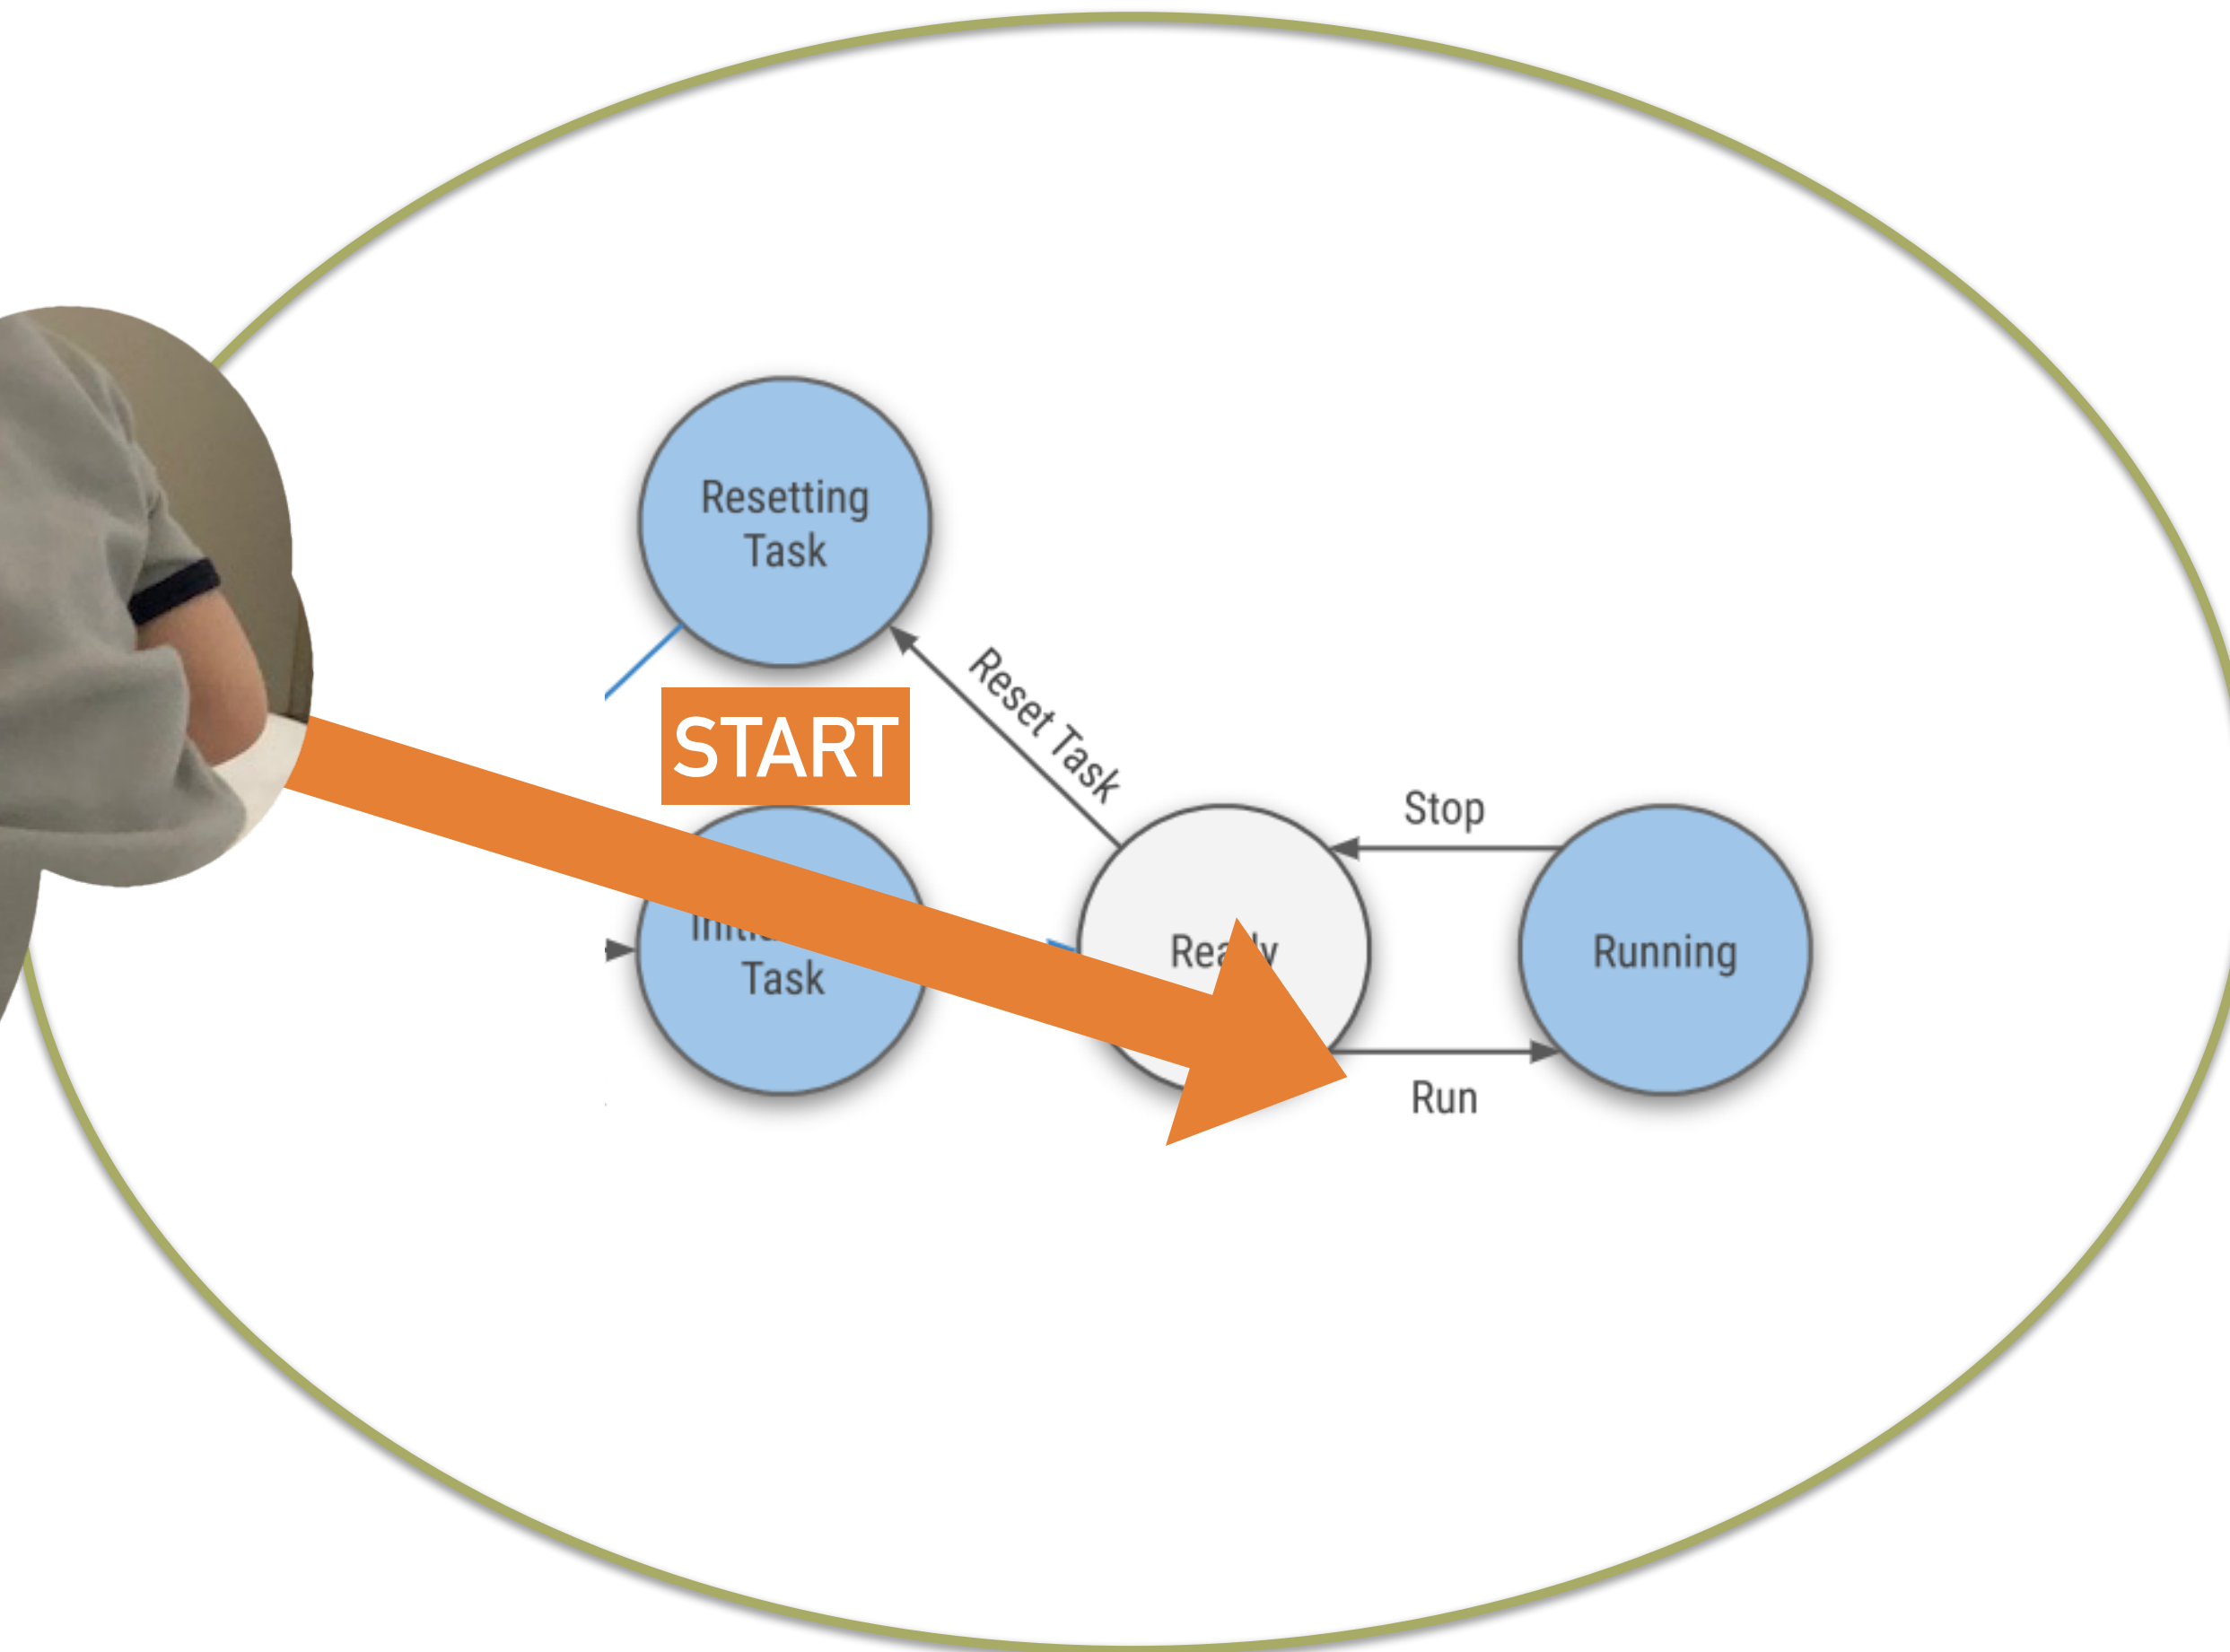 Resetting
Task
Reset Task
START
Stop
Task
Running
Run